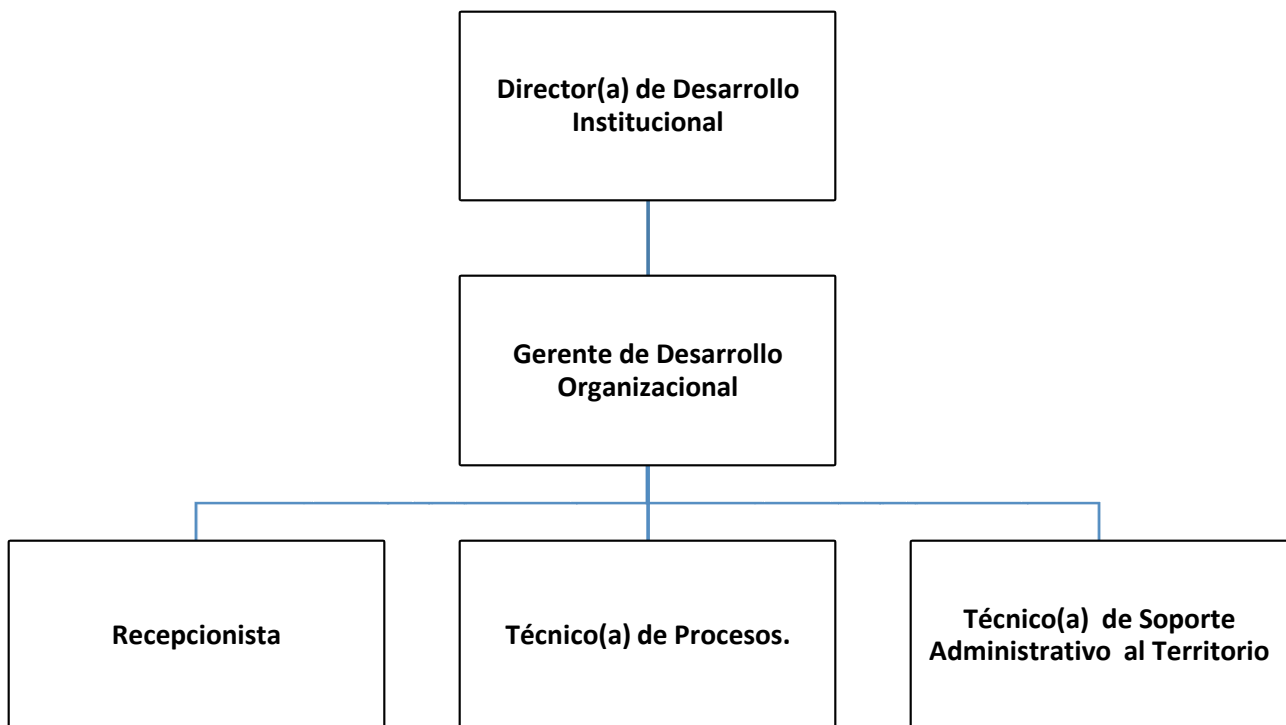 Director(a) de Desarrollo
Institucional
Gerente de Desarrollo
Organizacional
Recepcionista
Técnico(a) de Procesos.
Técnico(a) de Soporte
Administrativo al Territorio